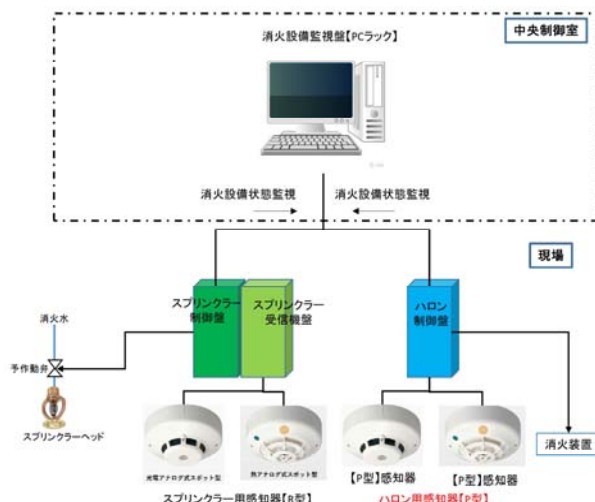 中央制御室
消火設備監視盤【PCラック】
消火設備状態監視
消火設備状態監視
現場
スプリンクラー
制御盤
スプリンクラー
受信機盤
ハロン
制御盤
消火水
予作動弁
スプリンクラーヘッド
消火装置
光電アナログ式スポット型
熱アナログ式スポット型
【P型】感知器
【P型】感知器
スプリンクラー用感知器【R型】
ハロン用感知器【P型】